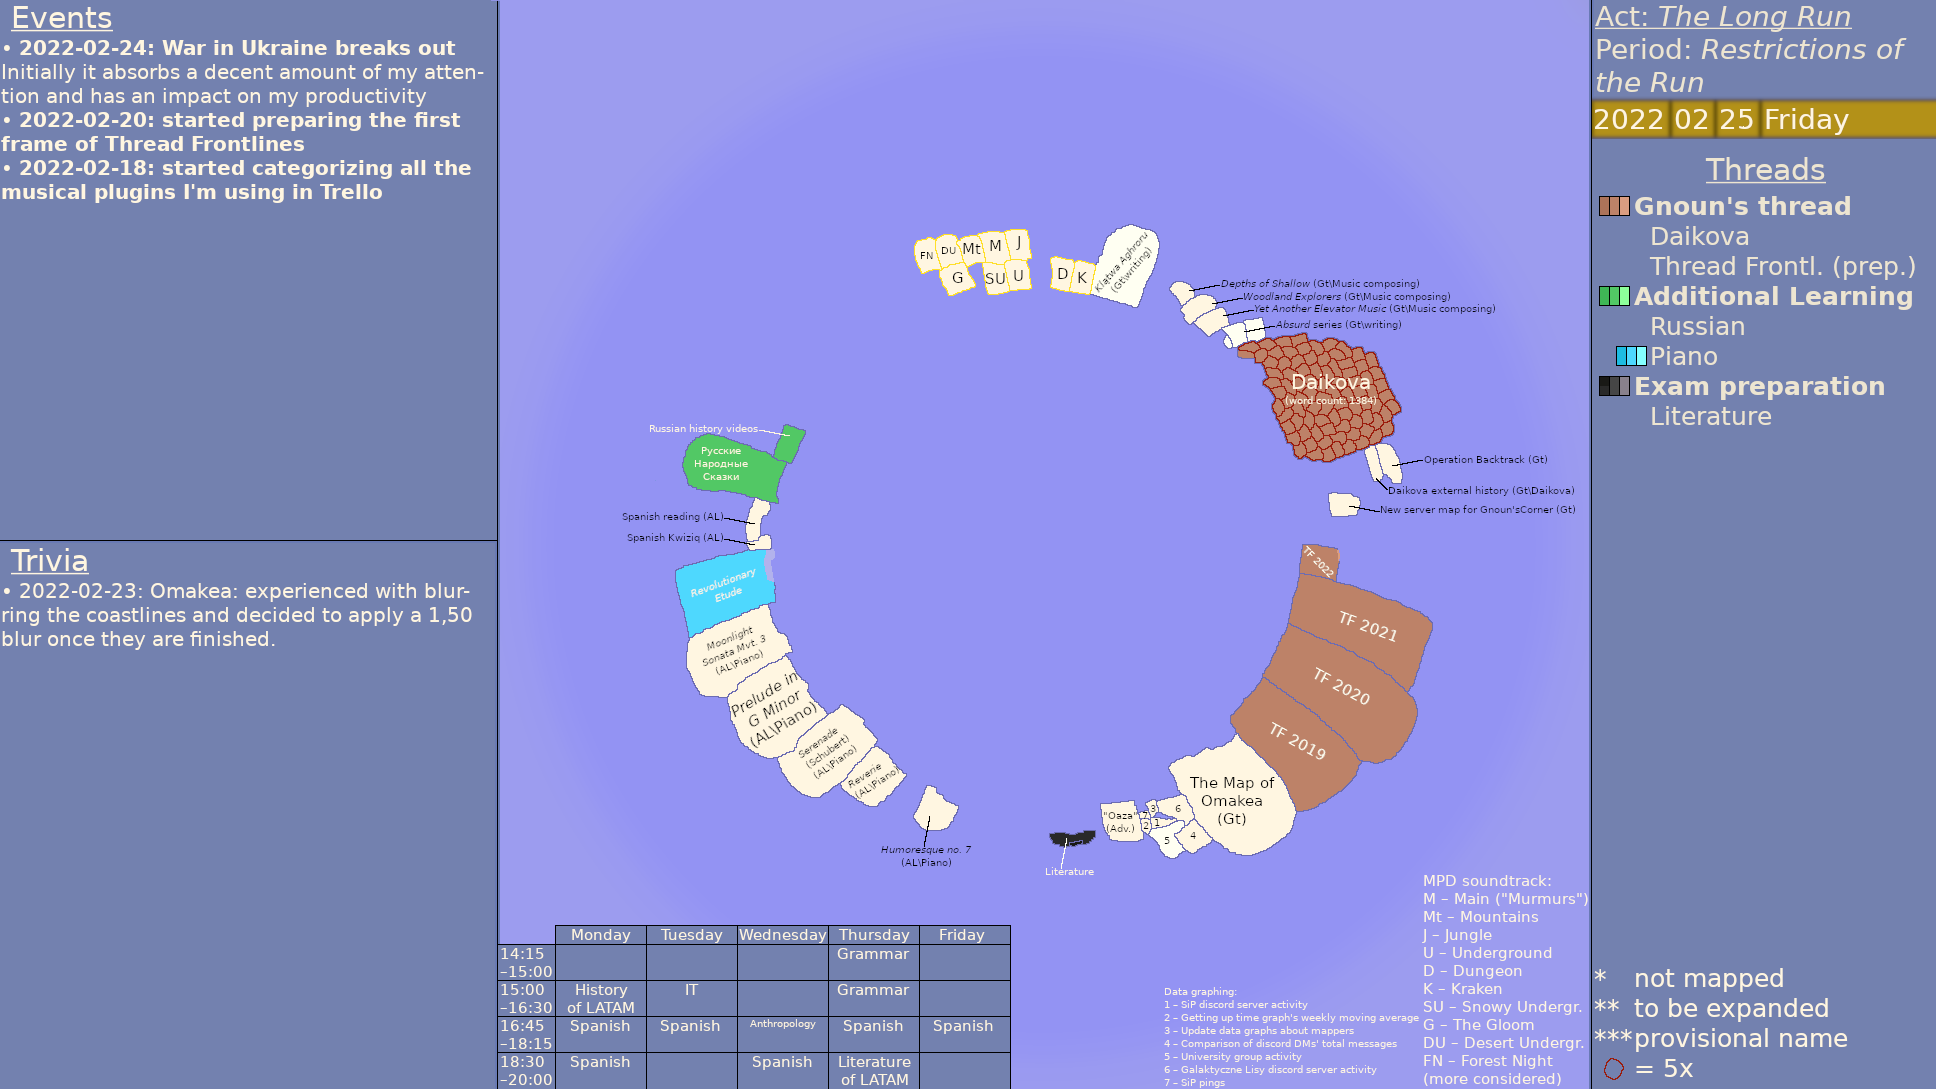 Events
• 2022-02-24: War in Ukraine breaks out
Initially it absorbs a decent amount of my atten-
tion and has an impact on my productivity
• 2022-02-20: started preparing the first
frame of Thread Frontlines
• 2022-02-18: started categorizing all the
musical plugins I'm using in Trello
Trivia
• 2022-02-23: Omakea: experienced with blur-
ring the coastlines and decided to apply a 1,50
blur once they are finished.
FN
DU
Mt
M
J
G
SU
U
D
K
Klątwa Aghroru
(Gt\writing)
Depths of Shallow (Gt\Music composing)
Woodland Explorers (Gt\Music composing)
Yet Another Elevator Music (Gt\Music composing)
Absurd series (Gt\writing)
Daikova
(word count: 1384)
Operation Backtrack (Gt)
Daikova external history (Gt\Daikova)
New server map for Gnoun'sCorner (Gt)
TF 2022
TF 2021
TF 2020
TF 2019
The Map of
Omakea
(Gt)
3
6
7
2
1
5
4
"Oaza"
(Adv.)
Literature
Russian history videos
Русские
Народные
Сказки
Spanish reading (AL)
Spanish Kwiziq (AL)
Revolutionary
Etude
Moonlight
Sonata Mvt. 3
(AL\Piano)
Prelude in
G Minor
(AL\Piano)
Serenade
(Schubert)
(AL\Piano)
Reverie
(AL\Piano)
Humoresque no. 7
(AL\Piano)
Monday Tuesday Wednesday Thursday Friday
14:15
–15:00
Grammar
15:00
–16:30
History
of LATAM
IT
Grammar
16:45
–18:15
Spanish
Spanish
Anthropology
Spanish
Spanish
18:30
–20:00
Spanish
Spanish
Literature
of LATAM
Data graphing:
1 – SiP discord server activity
2 – Getting up time graph's weekly moving average
3 – Update data graphs about mappers
4 – Comparison of discord DMs' total messages
5 – University group activity
6 – Galaktyczne Lisy discord server activity
7 – SiP pings
MPD soundtrack:
M – Main ("Murmurs")
Mt – Mountains
J – Jungle
U – Underground
D – Dungeon
K – Kraken
SU – Snowy Undergr.
G – The Gloom
DU – Desert Undergr.
FN – Forest Night
(more considered)
Act: The Long Run
Period: Restrictions of
the Run
2022 02 25 Friday
Threads
Gnoun's thread
Daikova
Thread Frontl. (prep.)
Additional Learning
Russian
Piano
Exam preparation
Literature
* not mapped
** to be expanded
*** provisional name
= 5x